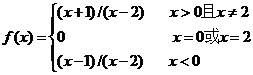 (x+1)/(x−2) x>0且x≠2
f(x)= 0 x=0或x=2
(x−1)/(x−2) x<0